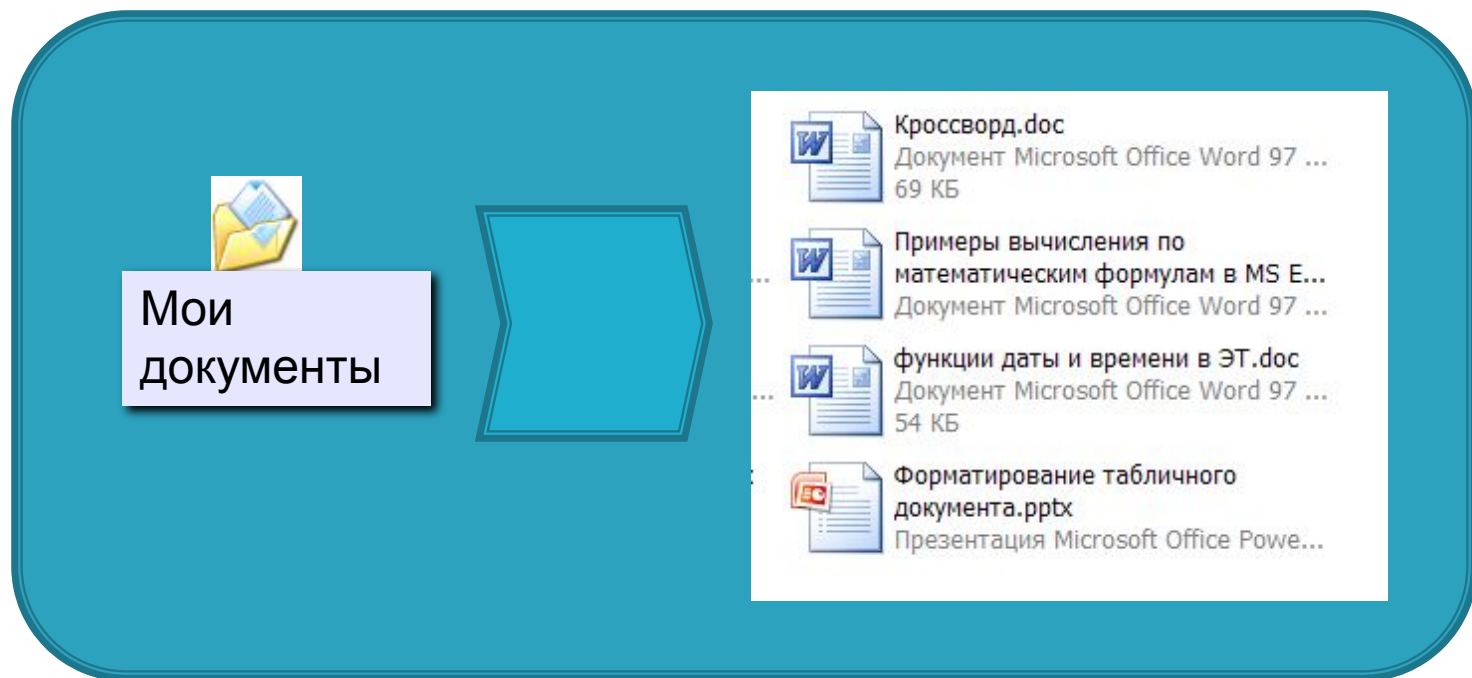 Мои
документы
Кроссворд.doc
Документ Microsoft Office Word 97 ...
69 КБ
Примеры вычисления по
математическим формулам в MS E...
Документ Microsoft Office Word 97 ...
функции даты и времени в ЭТ.doc
Документ Microsoft Office Word 97 ...
54 КБ
Форматирование табличного
документа.pptx
Презентация Microsoft Office Powe...